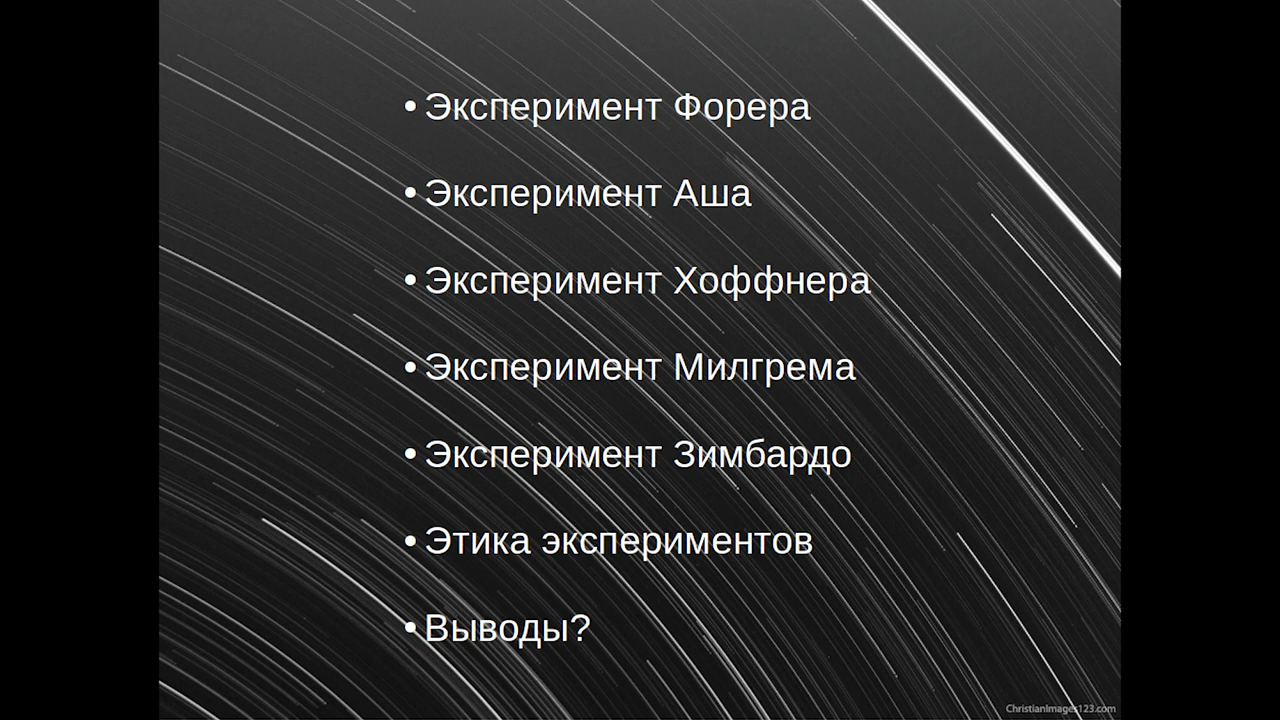 • Эксперимент Форера
• Эксперимент Аша
• Эксперимент Хоффнера
• Эксперимент Милгрема
• Эксперимент Зимбардо
• Этика экспериментов
• Выводы?
ChristianImages123.com